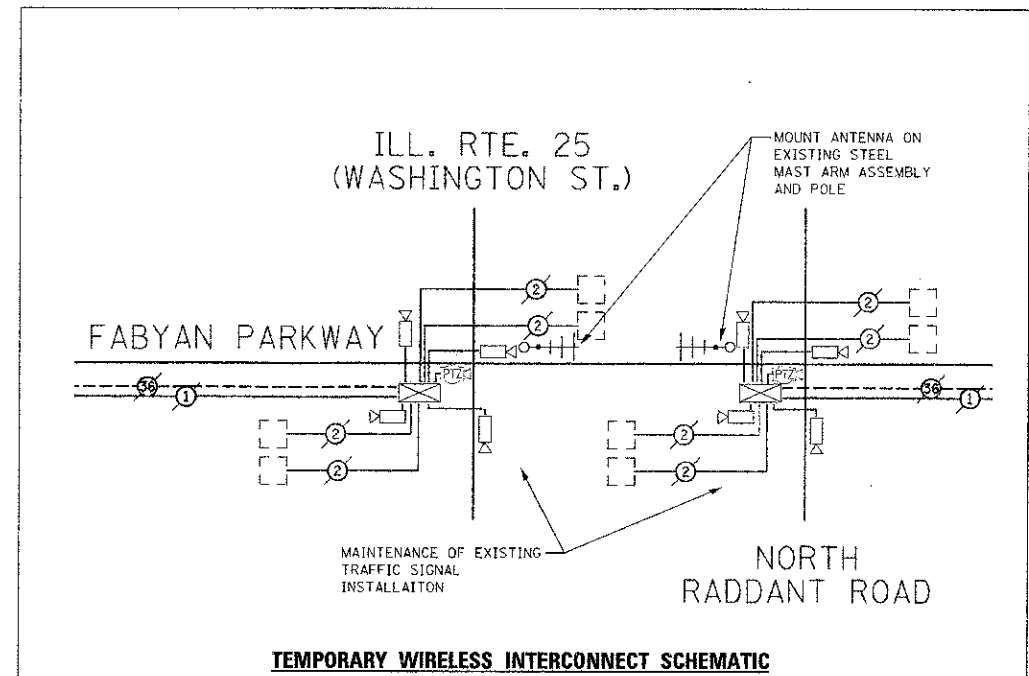 ILL. RTE. 25
(WASHINGTON ST.)
MOUNT ANTENNA ON
EXISTING STEEL
MAST ARM ASSEMBLY
AND POLE
2
2
2
2
FABYAN PARKWAY
PTZ
PTZ
36
1
36
1
2
2
2
2
MAINTENANCE OF EXISTING
TRAFFIC SIGNAL
INSTALLAITON
NORTH
RADDANT ROAD
TEMPORARY WIRELESS INTERCONNECT SCHEMATIC